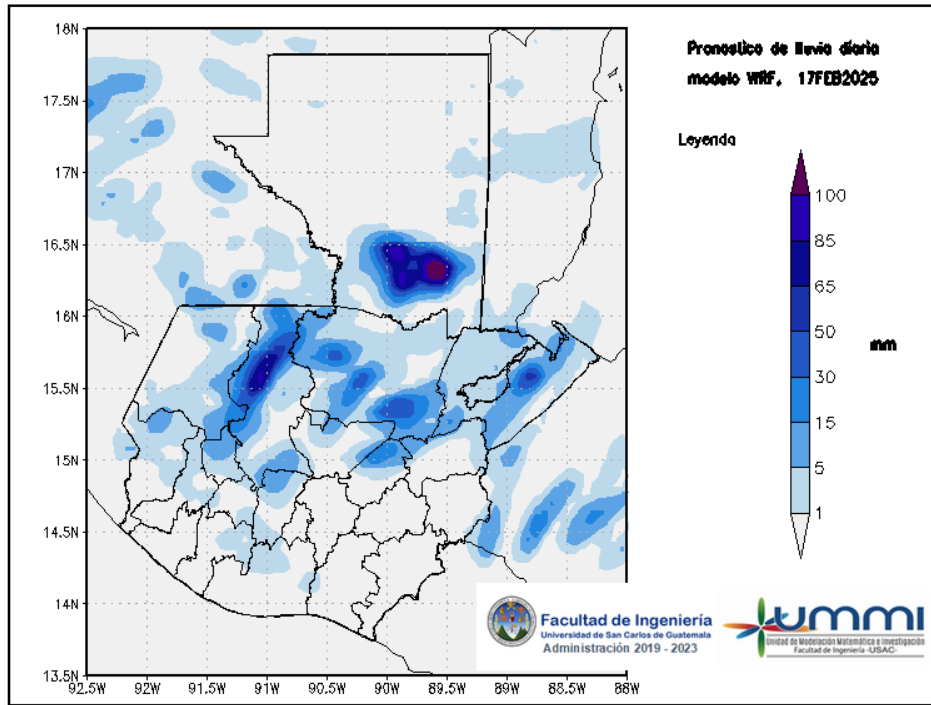 Pronostico de lluvia diaria
modelo WRF, 17FEB2025
Leyenda
100
85
65
50
30
15
5
1
mm
18N
17.5N
17N
16.5N
16N
15.5N
15N
14.5N
14N
13.5N
92.5W
92W
91.5W
91W
90.5W
90W
89.5W
89W
88.5W
88W
Facultad de Ingeniería
Universidad de San Carlos de Guatemala
Administración 2019 - 2023
ummi
Unidad de Modelación Matemática e Investigación
Facultad de Ingeniería -USAC-